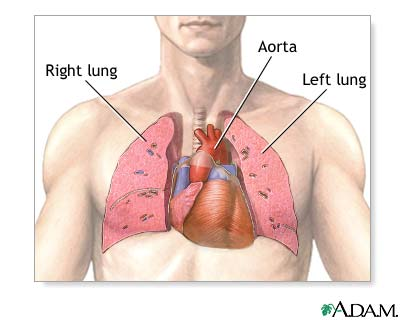 Aorta
Right lung
Left lung
A.D.A.M.